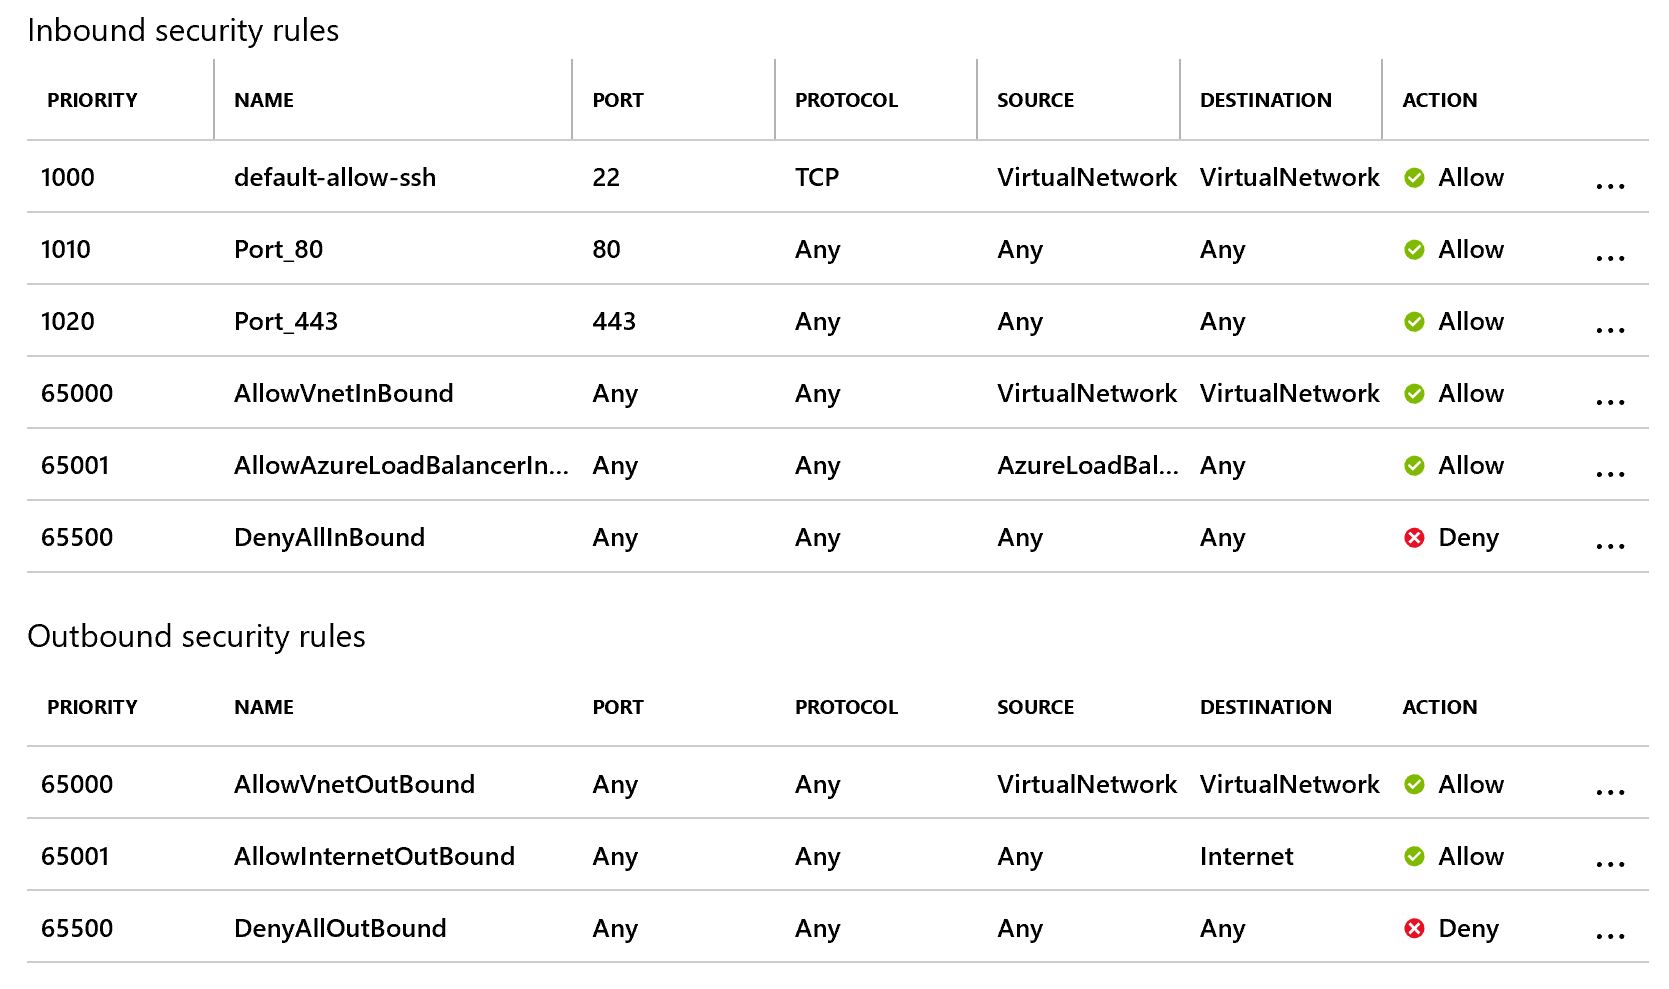 Inbound security rules
PRIORITY NAME PORT PROTOCOL SOURCE DESTINATION ACTION
1000 default-allow-ssh 22 TCP VirtualNetwork VirtualNetwork Allow ...
1010 Port_80 80 Any Any Any Allow ...
1020 Port_443 443 Any Any Any Allow ...
65000 AllowVnetInBound Any Any VirtualNetwork VirtualNetwork Allow ...
65001 AllowAzureLoadBalancerIn... Any Any AzureLoadBal... Any Allow ...
65500 DenyAllInBound Any Any Any Any Deny ...
Outbound security rules
PRIORITY NAME PORT PROTOCOL SOURCE DESTINATION ACTION
65000 AllowVnetOutBound Any Any VirtualNetwork VirtualNetwork Allow ...
65001 AllowInternetOutBound Any Any Any Internet Allow ...
65500 DenyAllOutBound Any Any Any Any Deny ...